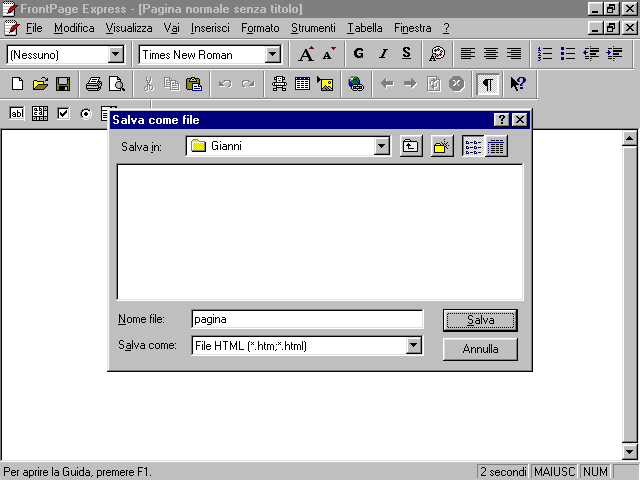 FrontPage Express - [Pagina normale senza titolo]
File Modifica Visualizza Vai Inserisci Formato Strumenti Tabella Finestra ?
(Nessuno) Times New Roman A A G I S
ab|
Salva come file
Salva in: Gianni
Nome file: pagina Salva
Salva come: File HTML (*.htm;*.html) Annulla
Per aprire la Guida, premere F1. 2 secondi MAIUSC NUM